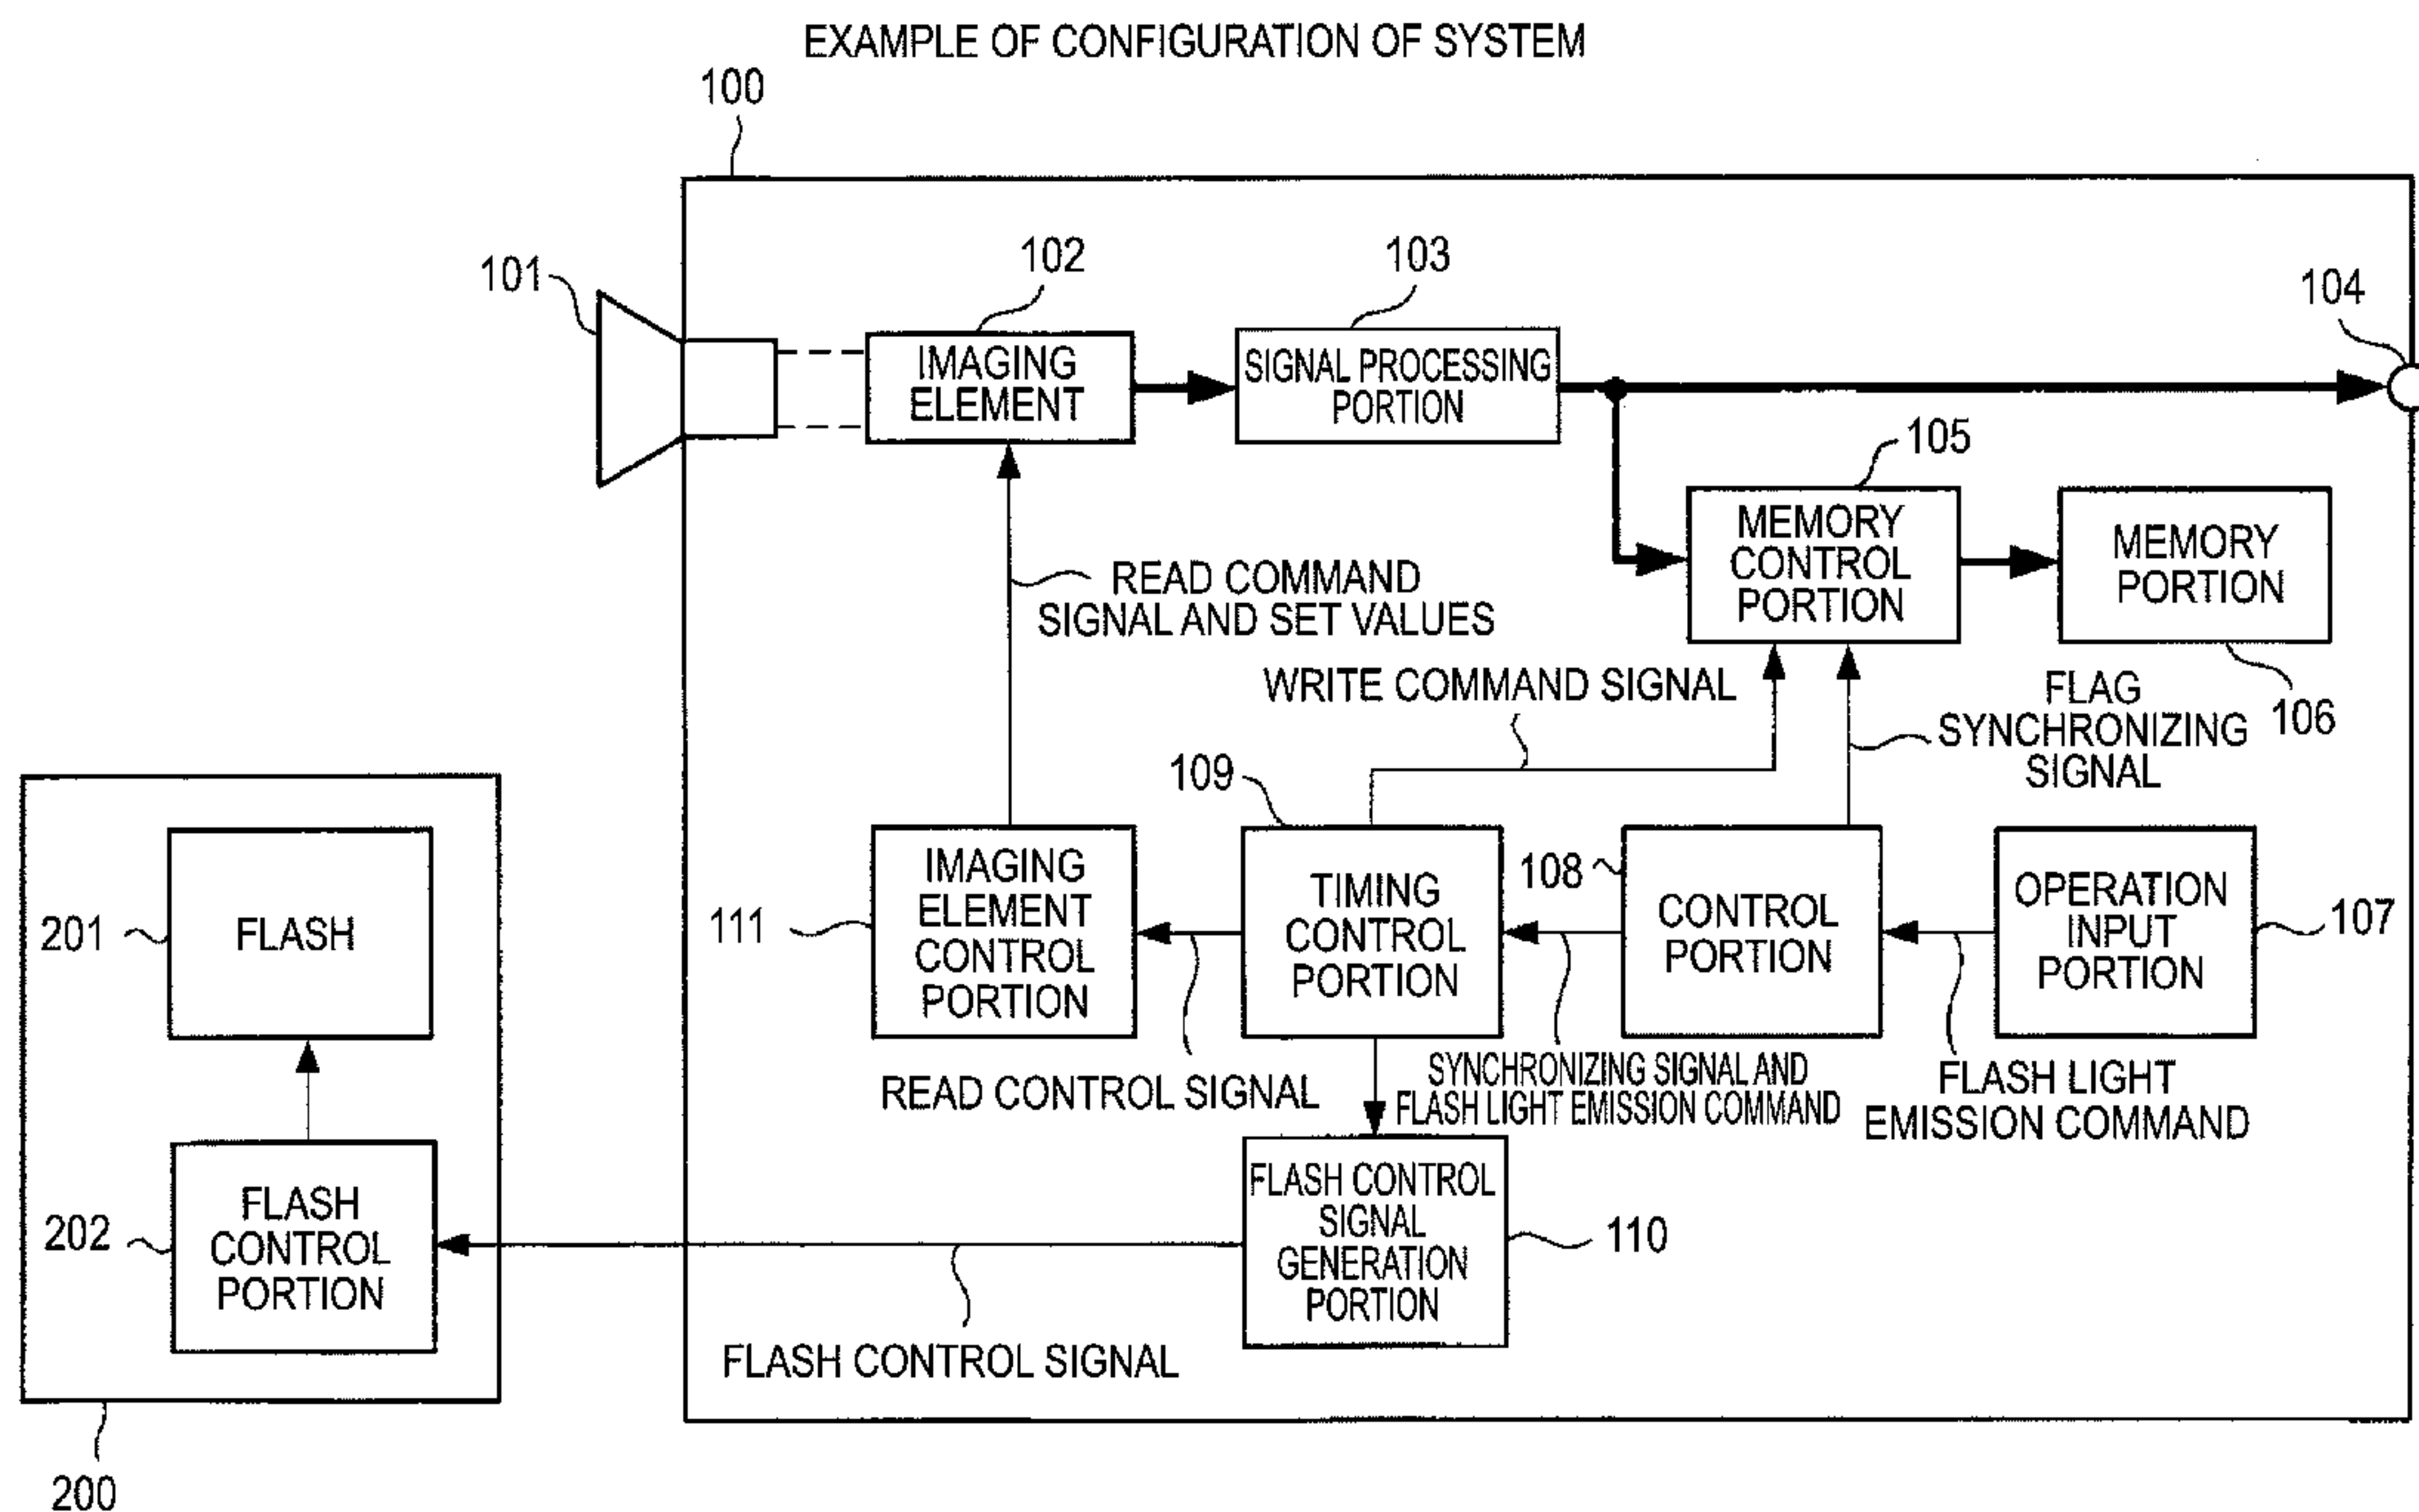 EXAMPLE OF CONFIGURATION OF SYSTEM
100
101
102
103
104
IMAGING
ELEMENT
SIGNAL PROCESSING
PORTION
105
MEMORY
CONTROL
PORTION
MEMORY
PORTION
106
READ COMMAND
SIGNAL AND SET VALUES
WRITE COMMAND SIGNAL
FLAG
SYNCHRONIZING
SIGNAL
109
111
IMAGING
ELEMENT
CONTROL
PORTION
TIMING
CONTROL
PORTION
108
CONTROL
PORTION
OPERATION
INPUT
PORTION
107
201
FLASH
READ CONTROL SIGNAL
SYNCHRONIZING SIGNAL AND
FLASH LIGHT EMISSION COMMAND
FLASH LIGHT
EMISSION COMMAND
202
FLASH
CONTROL
PORTION
FLASH CONTROL
SIGNAL
GENERATION
PORTION
110
FLASH CONTROL SIGNAL
200